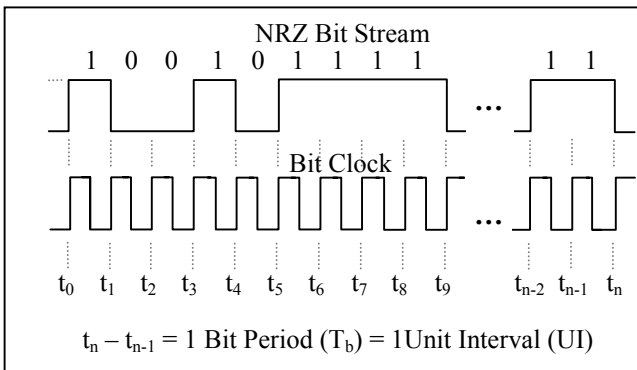 NRZ Bit Stream
1 0 0 1 0 1 1 1 1 ... 1 1
Bit Clock
...
t₀ t₁ t₂ t₃ t₄ t₅ t₆ t₇ t₈ t₉ tₙ₋₂ tₙ₋₁ tₙ
tₙ – tₙ₋₁ = 1 Bit Period (T_b) = 1Unit Interval (UI)